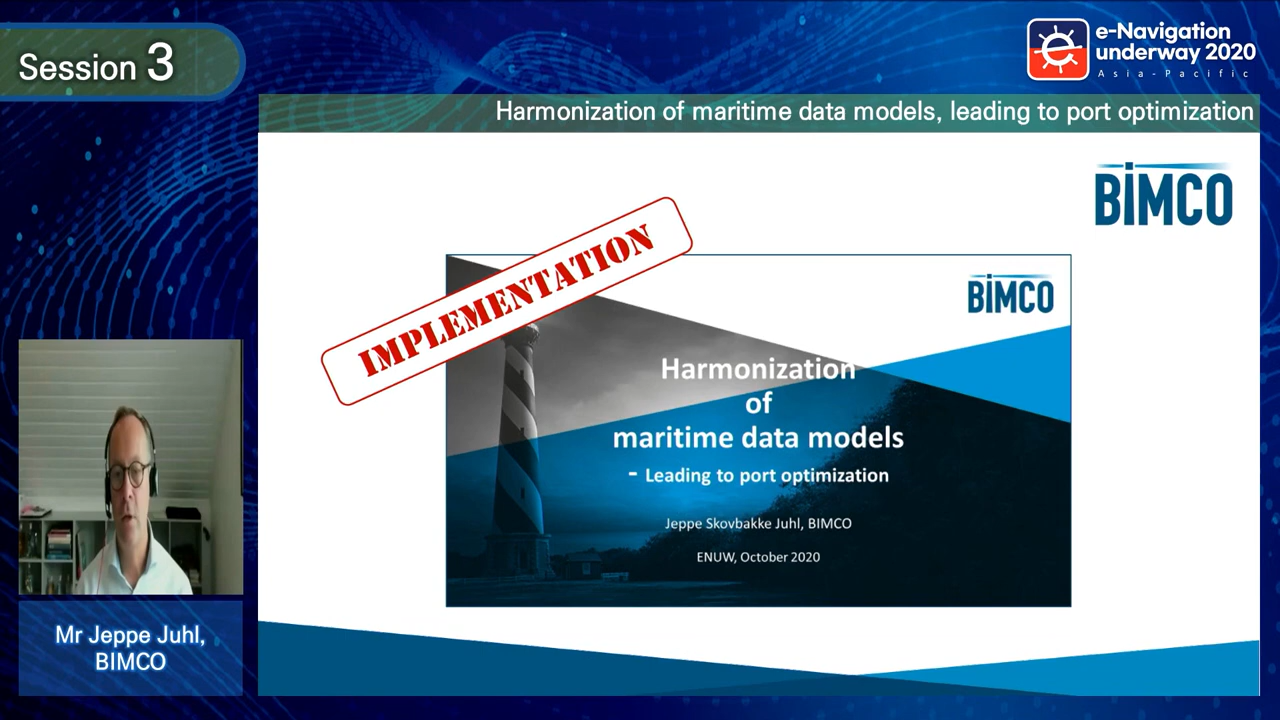 Session 3
e-Navigation
underway 2020
Asia-Pacific
Harmonization of maritime data models, leading to port optimization
BIMCO
IMPLEMENTATION
BIMCO
Harmonization
of
maritime data models
- Leading to port optimization
Jeppe Skovbakke Juhl, BIMCO
ENUW, October 2020
Mr Jeppe Juhl,
BIMCO